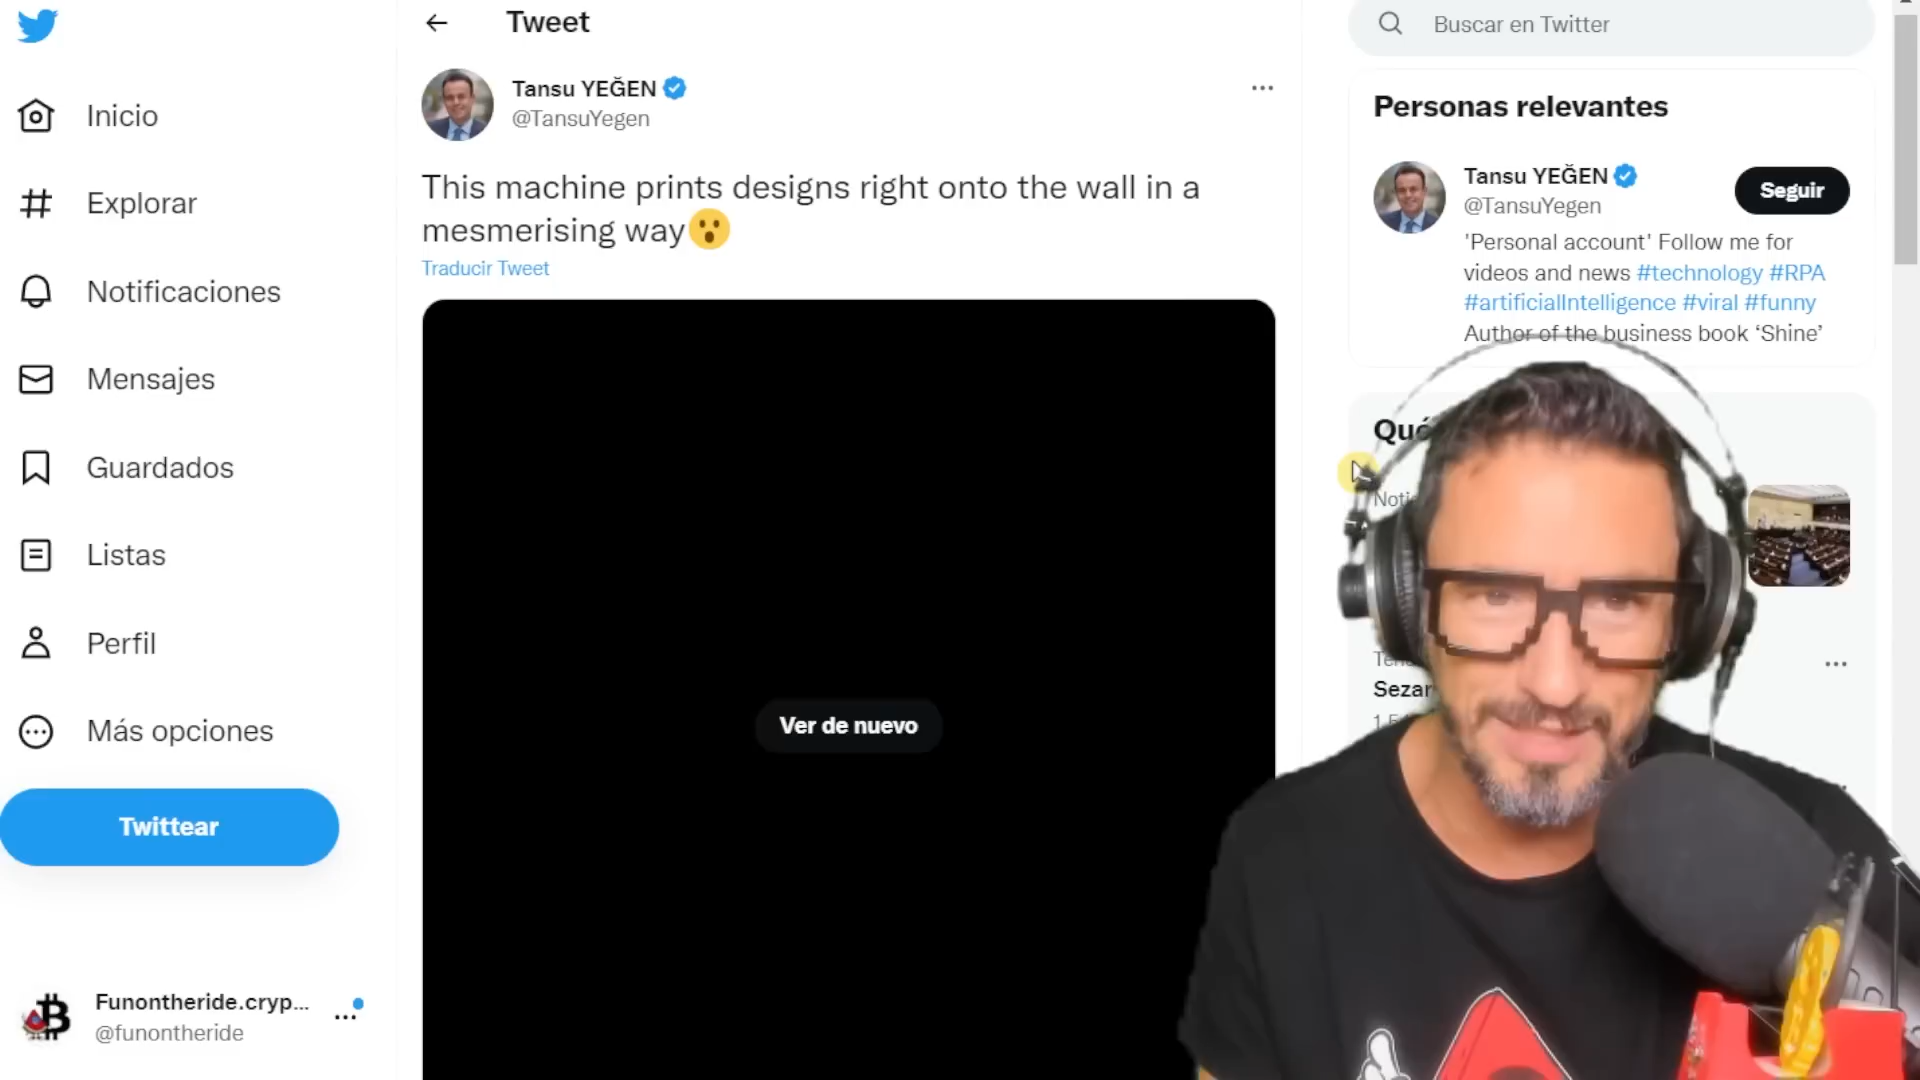 Inicio
Explorar
Notificaciones
Mensajes
Guardados
Listas
Perfil
Más opciones
Twittear
Funontheride.cryp...
@funontheride
Tweet
Tansu YEĞEN
@TansuYegen
This machine prints designs right onto the wall in a
mesmerising way😮
Traducir Tweet
Ver de nuevo
Buscar en Twitter
Personas relevantes
Tansu YEĞEN
@TansuYegen
Seguir
'Personal account' Follow me for
videos and news #technology #RPA
#artificialIntelligence #viral #funny
Author of the business book ‘Shine’
Qué
Sezar